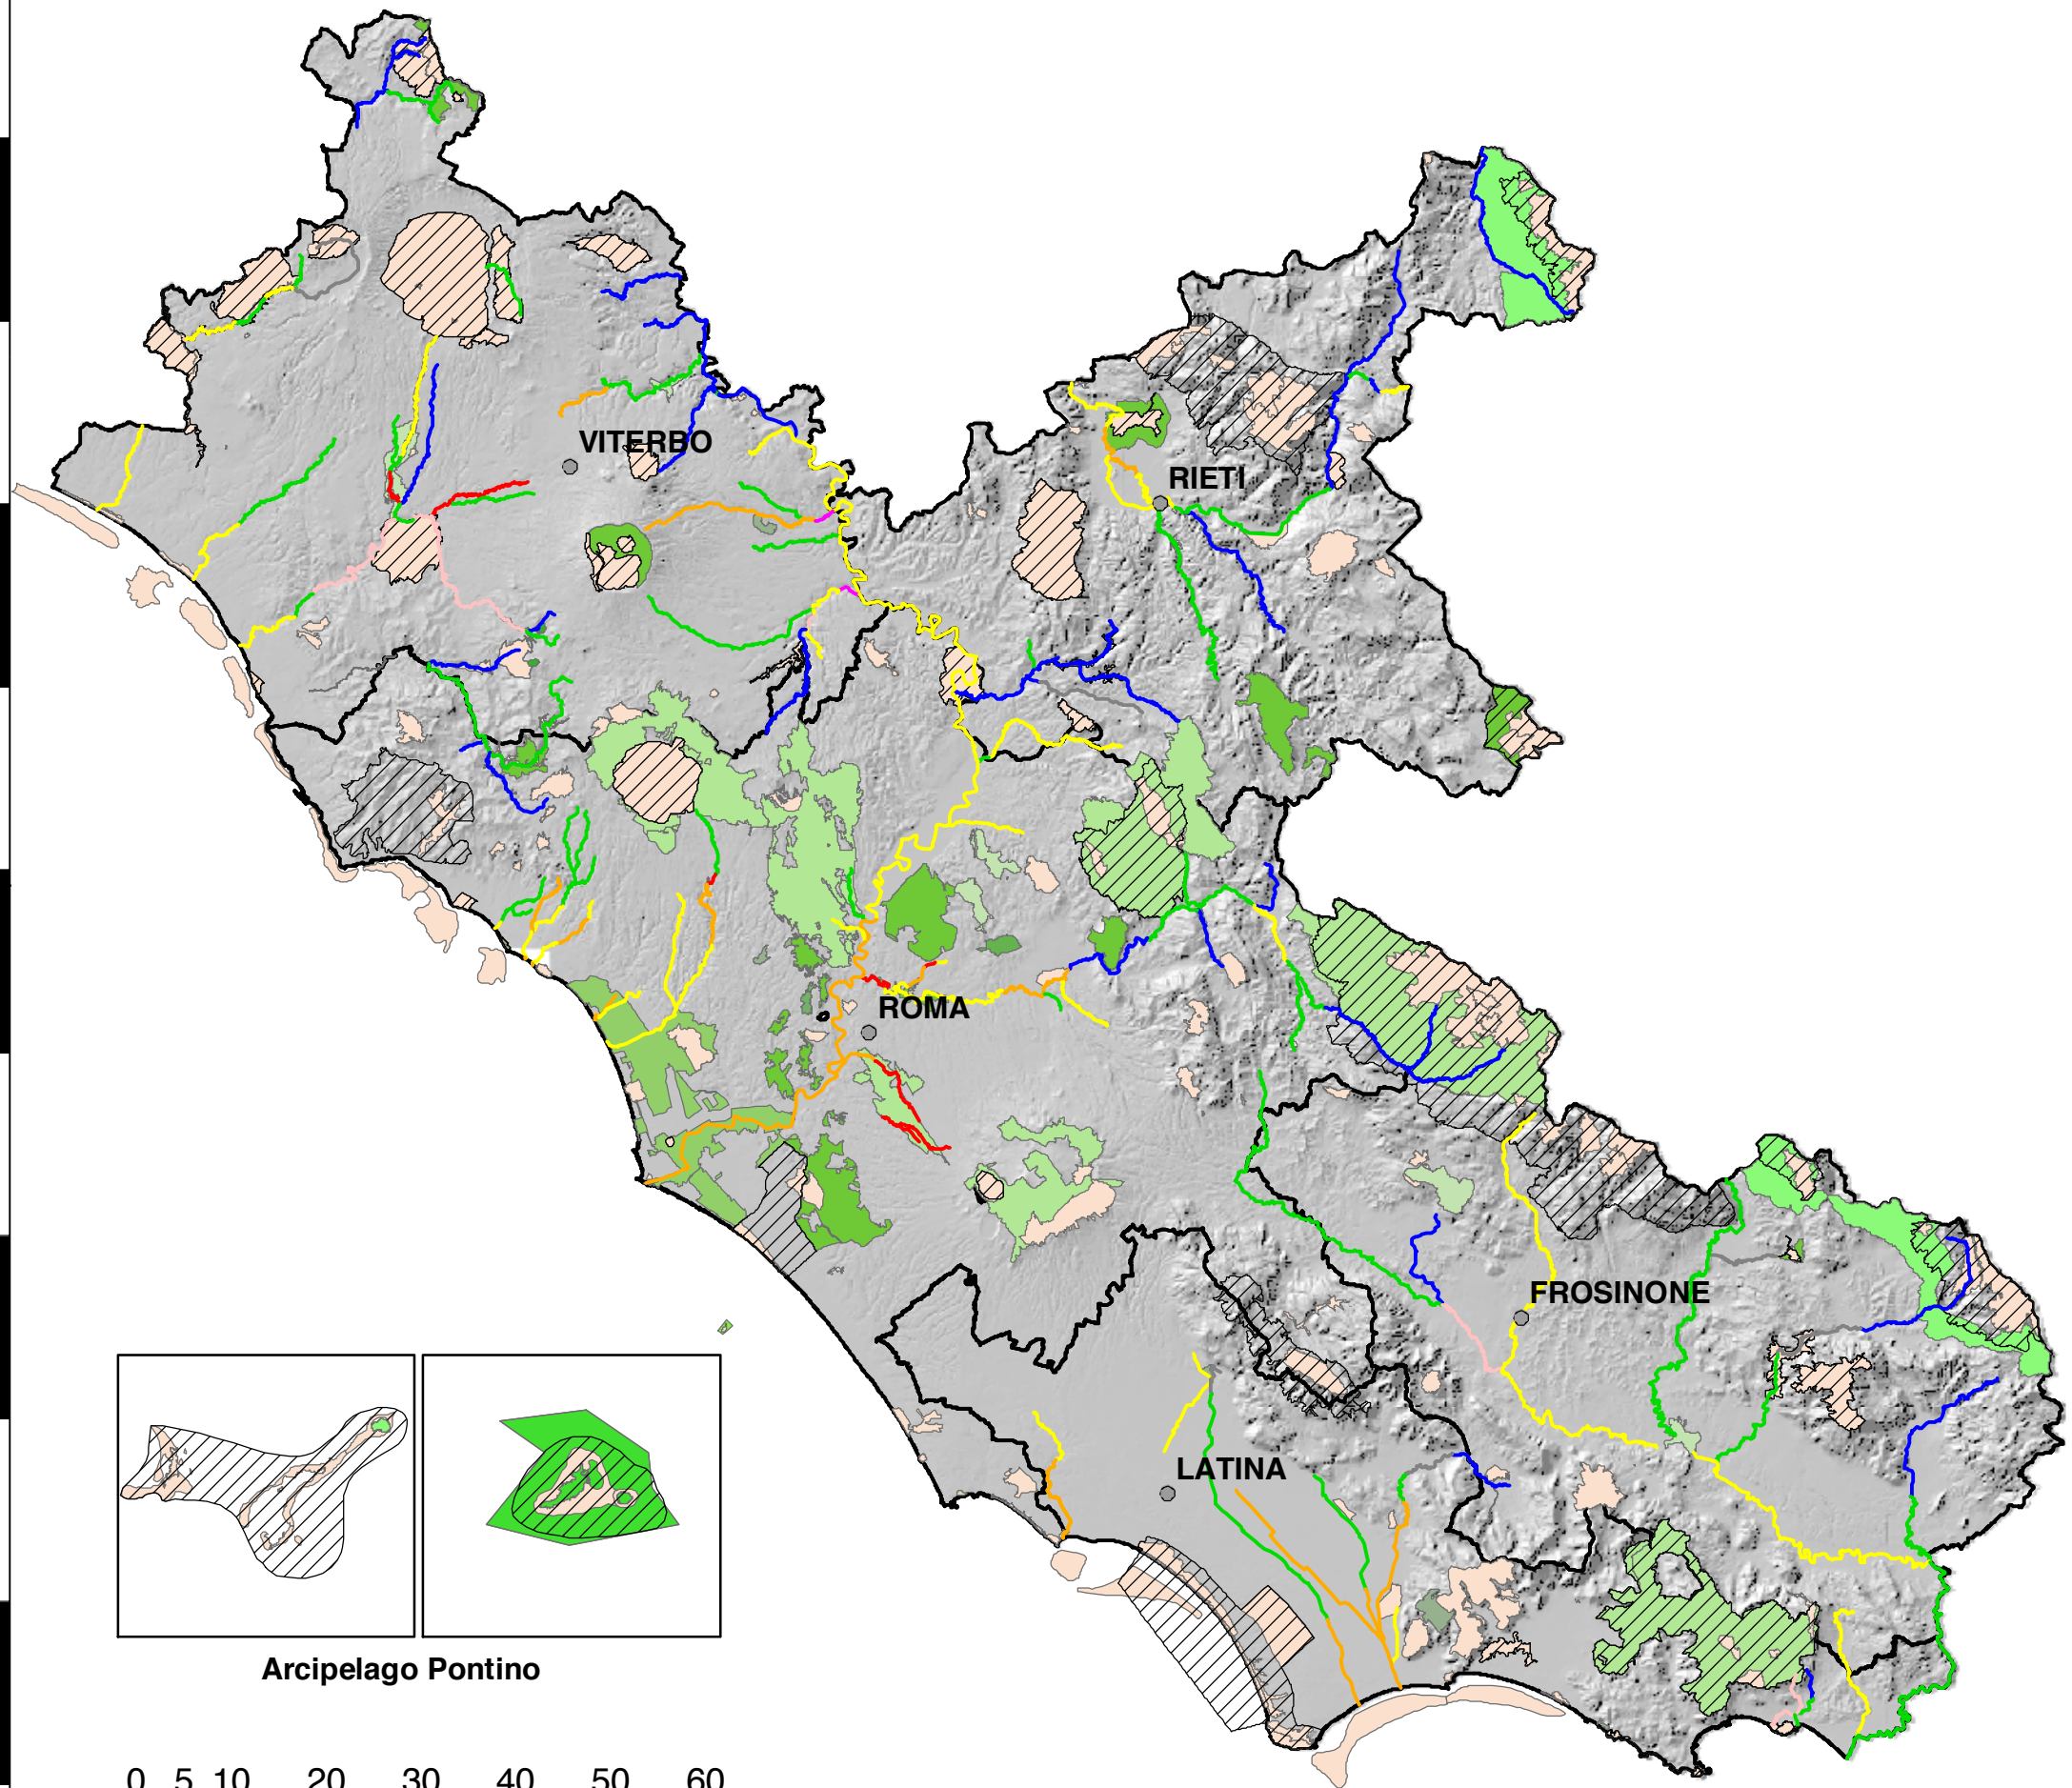 VITERBO
RIETI
ROMA
FROSINONE
LATINA
Arcipelago Pontino
0 5 10 20 30 40 50 60